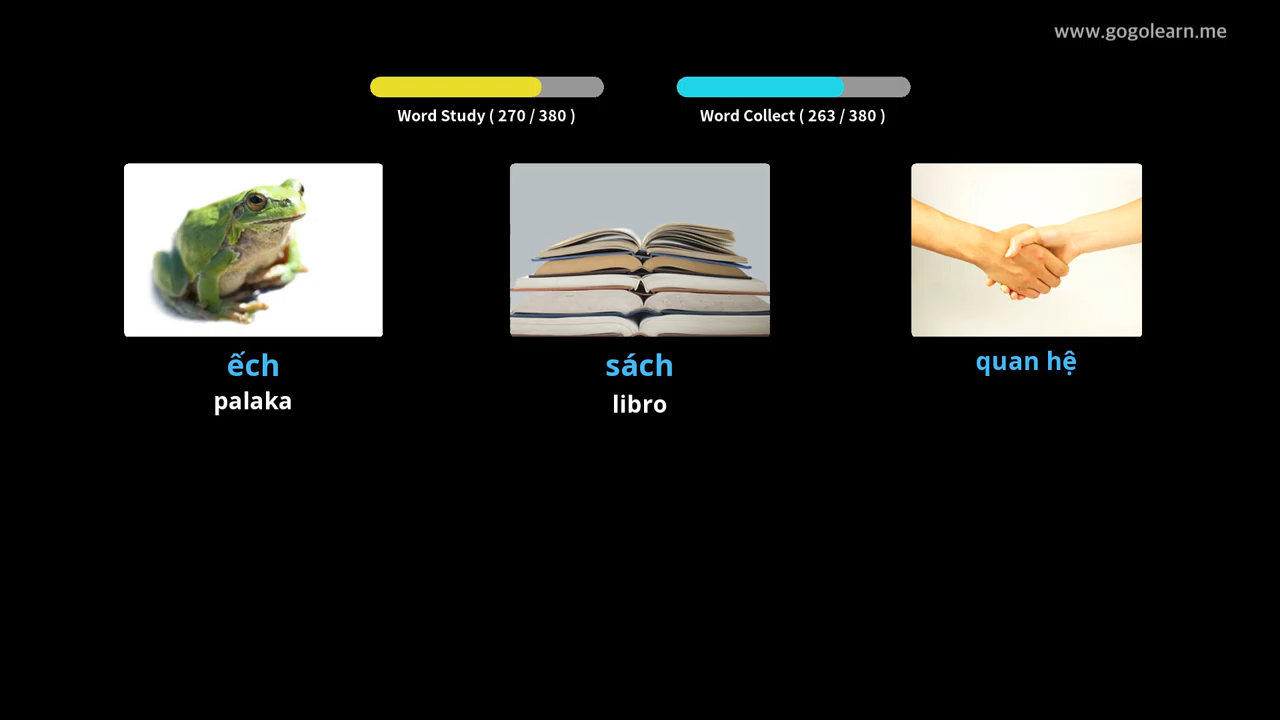 www.gogolearn.me
Word Study ( 270 / 380 )
Word Collect ( 263 / 380 )
ếch
palaka
sách
libro
quan hệ